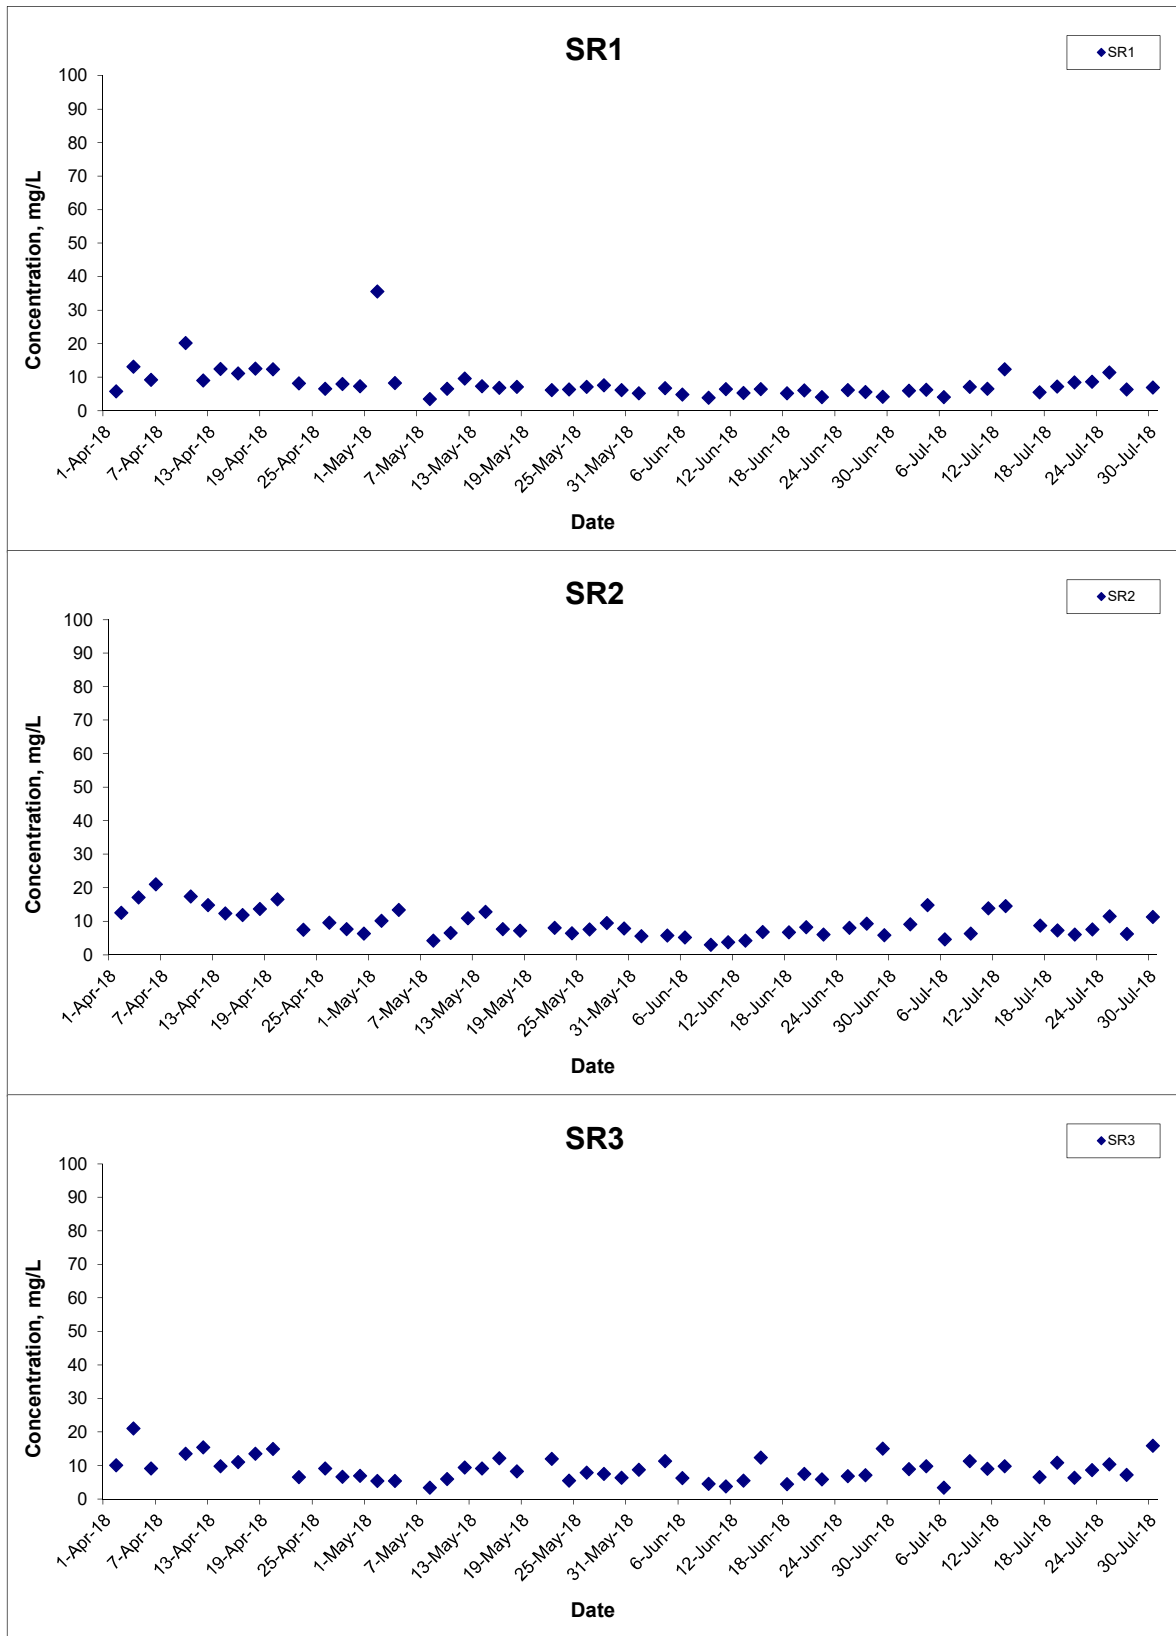 SR1
SR1
100
90
80
70
60
50
40
30
20
10
0
Concentration, mg/L
1-Apr-18
7-Apr-18
13-Apr-18
19-Apr-18
25-Apr-18
1-May-18
7-May-18
13-May-18
19-May-18
25-May-18
31-May-18
6-Jun-18
12-Jun-18
18-Jun-18
24-Jun-18
30-Jun-18
6-Jul-18
12-Jul-18
18-Jul-18
24-Jul-18
30-Jul-18
Date
SR2
SR2
100
90
80
70
60
50
40
30
20
10
0
Concentration, mg/L
1-Apr-18
7-Apr-18
13-Apr-18
19-Apr-18
25-Apr-18
1-May-18
7-May-18
13-May-18
19-May-18
25-May-18
31-May-18
6-Jun-18
12-Jun-18
18-Jun-18
24-Jun-18
30-Jun-18
6-Jul-18
12-Jul-18
18-Jul-18
24-Jul-18
30-Jul-18
Date
SR3
SR3
100
90
80
70
60
50
40
30
20
10
0
Concentration, mg/L
1-Apr-18
7-Apr-18
13-Apr-18
19-Apr-18
25-Apr-18
1-May-18
7-May-18
13-May-18
19-May-18
25-May-18
31-May-18
6-Jun-18
12-Jun-18
18-Jun-18
24-Jun-18
30-Jun-18
6-Jul-18
12-Jul-18
18-Jul-18
24-Jul-18
30-Jul-18
Date